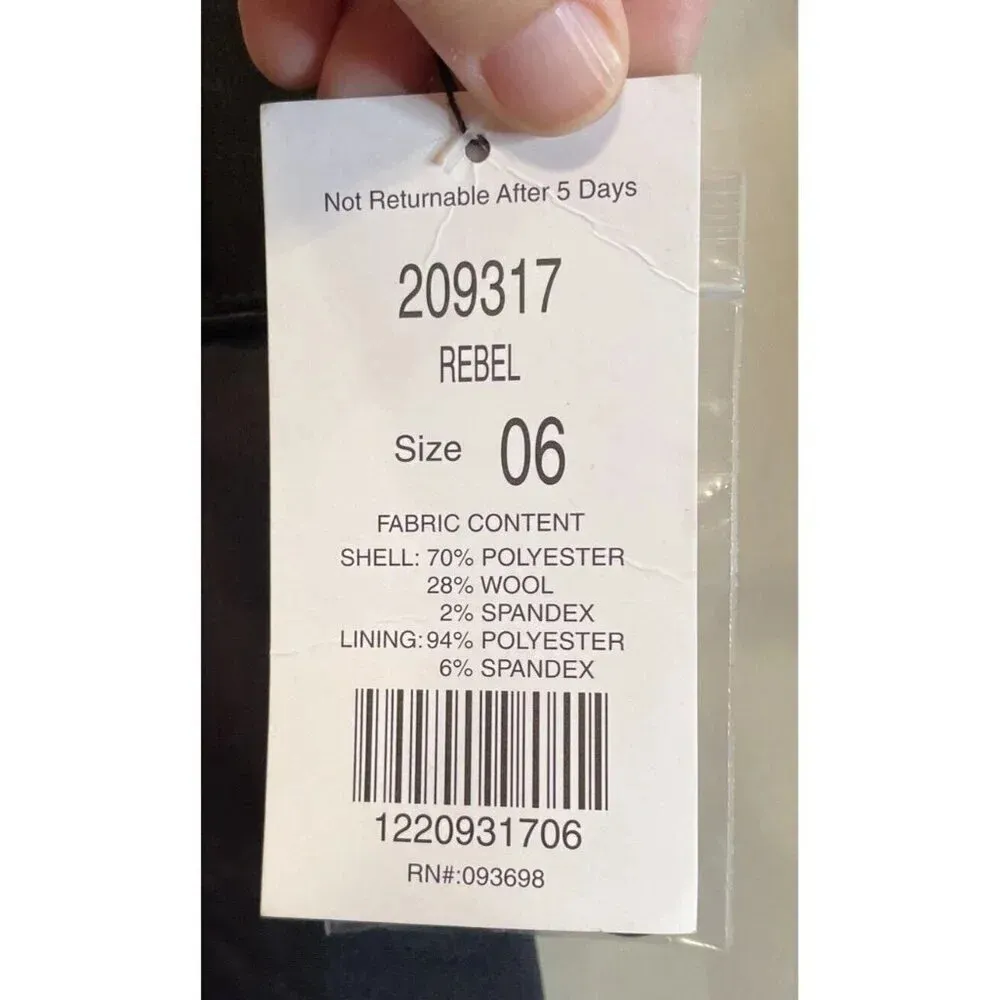 Not Returnable After 5 Days
209317
REBEL
Size 06
FABRIC CONTENT
SHELL: 70% POLYESTER
28% WOOL
2% SPANDEX
LINING: 94% POLYESTER
6% SPANDEX
1220931706
RN#:093698